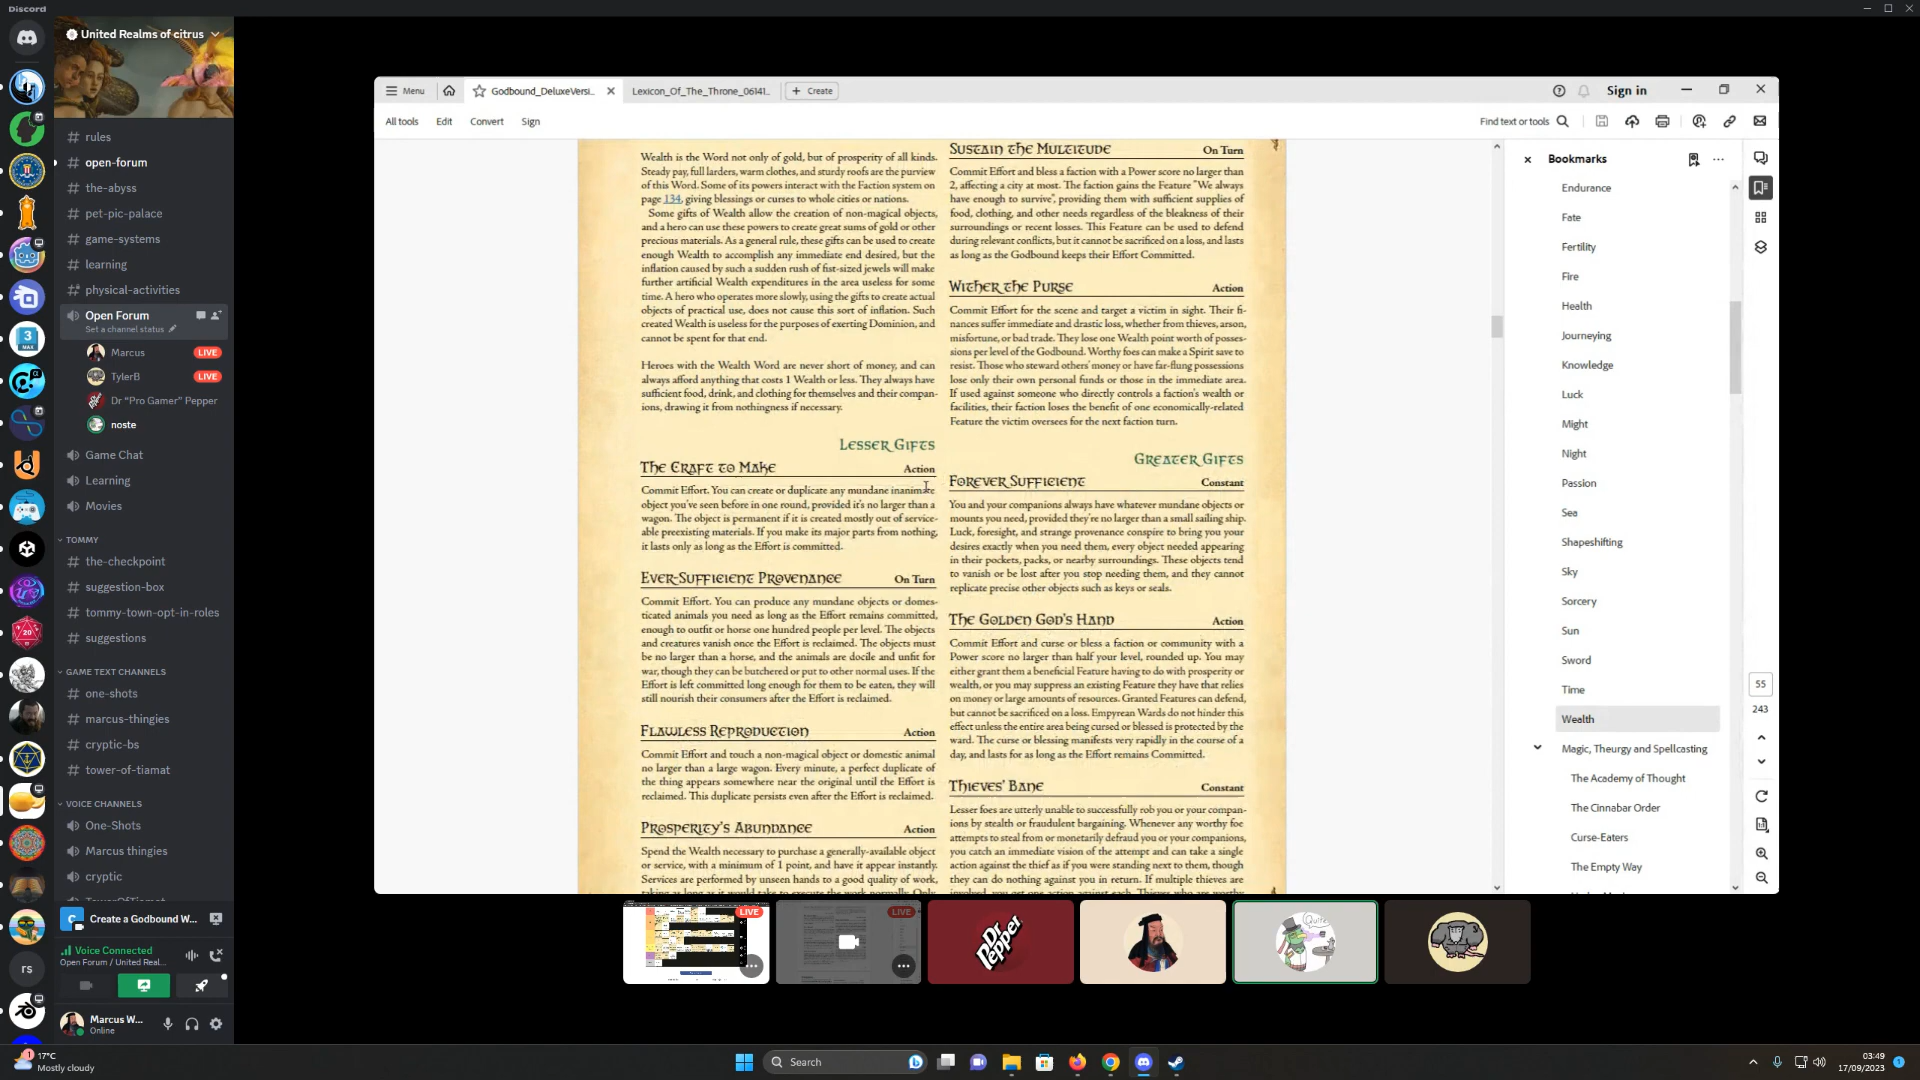 Discord
United Realms of citrus
rules
open-forum
the-abyss
pet-pic-palace
game-systems
learning
physical-activities
Open Forum
Set a channel status
Marcus LIVE
TylerB LIVE
Dr "Pro Gamer" Pepper
noste
Game Chat
Learning
Movies
TOMMY
the-checkpoint
suggestion-box
tommy-town-opt-in-roles
suggestions
GAME TEXT CHANNELS
one-shots
marcus-thingies
cryptic-bs
tower-of-tiamat
VOICE CHANNELS
One-Shots
Marcus thingies
cryptic
Create a Godbound W...
Voice Connected
Open Forum / United Real...
rs
Marcus W...
Online
Menu
Godbound_DeluxeVersi...
Lexicon_Of_The_Throne_06141...
+ Create
Sign in
All tools Edit Convert Sign
Find text or tools
Wealth is the Word not only of gold, but of prosperity of all kinds.
Steady pay, full larders, warm clothes, and sturdy roofs are the purview
of this Word. Some of its powers interact with the Faction system on
page 134, giving blessings or curses to whole cities or nations.
Some gifts of Wealth allow the creation of non-magical objects,
and a hero can use these powers to create great sums of gold or other
precious materials. As a general rule, these gifts can be used to create
enough Wealth to accomplish any immediate end desired, but the
inflation caused by such a sudden rush of fist-sized jewels will make
further artificial Wealth expenditures in the area useless for some
time. A hero who operates more slowly, using the gifts to create actual
objects of practical use, does not cause this sort of inflation. Such
created Wealth is useless for the purposes of exerting Dominion, and
cannot be spent for that end.
Heroes with the Wealth Word are never short of money, and can
always afford anything that costs 1 Wealth or less. They always have
sufficient food, drink, and clothing for themselves and their compan-
ions, drawing it from nothingness if necessary.
Lesser Gifts
The Craft to Make Action
Commit Effort. You can create or duplicate any mundane inanimate
object you've seen before in one round, provided it's no larger than a
wagon. The object is permanent if it is created mostly out of service-
able preexisting materials. If you make its major parts from nothing,
it lasts only as long as the Effort is committed.
Ever-Sufficient Provenance On Turn
Commit Effort. You can produce any mundane objects or domes-
ticated animals you need as long as the Effort remains committed,
enough to outfit or horse one hundred people per level. The objects
and creatures vanish once the Effort is reclaimed. The objects must
be no larger than a horse, and the animals are docile and unfit for
war, though they can be butchered or put to other normal uses. If the
Effort is left committed long enough for them to be eaten, they will
still nourish their consumers after the Effort is reclaimed.
Flawless Reproduction Action
Commit Effort and touch a non-magical object or domestic animal
no larger than a large wagon. Every minute, a perfect duplicate of
the thing appears somewhere near the original until the Effort is
reclaimed. This duplicate persists even after the Effort is reclaimed.
Prosperity's Abundance Action
Spend the Wealth necessary to purchase a generally-available object
or service, with a minimum of 1 point, and have it appear instantly.
Services are performed by unseen hands to a good quality of work,
taking as long as it would take to execute the work normally. Only
Sustain the Multitude On Turn
Commit Effort and bless a faction with a Power score no larger than
2, affecting a city at most. The faction gains the Feature "We always
have enough to survive", providing them with sufficient supplies of
food, clothing, and other needs regardless of the bleakness of their
surroundings or recent losses. This Feature can be used to defend
during relevant conflicts, but it cannot be sacrificed on a loss, and lasts
as long as the Godbound keeps their Effort Committed.
Wither the Purse Action
Commit Effort for the scene and target a victim in sight. Their fi-
nances suffer immediate and drastic loss, whether from thieves, arson,
misfortune, or bad trade. They lose one Wealth point worth of posses-
sions per level of the Godbound. Worthy foes can make a Spirit save to
resist. Those who steward others' money or have far-flung possessions
lose only their own personal funds or those in the immediate area.
If used against someone who directly controls a faction's wealth or
facilities, their faction loses the benefit of one economically-related
Feature the victim oversees for the next faction turn.
Greater Gifts
Forever Sufficient Constant
You and your companions always have whatever mundane objects or
mounts you need, provided they're no larger than a small sailing ship.
Luck, foresight, and strange provenance conspire to bring you your
desires exactly when you need them, every object needed appearing
in their pockets, packs, or nearby surroundings. These objects tend
to vanish or be lost after you stop needing them, and they cannot
replicate precise other objects such as keys or seals.
The Golden God's Hand Action
Commit Effort and curse or bless a faction or community with a
Power score no larger than half your level, rounded up. You may
either grant them a beneficial Feature having to do with prosperity or
wealth, or you may suppress an existing Feature they have that relies
on money or large amounts of resources. Granted Features can defend,
but cannot be sacrificed on a loss. Empyrean Wards do not hinder this
effect unless the entire area being cursed or blessed is protected by the
ward. The curse or blessing manifests very rapidly in the course of a
day, and lasts for as long as the Effort remains Committed.
Thieves' Bane Constant
Lesser foes are utterly unable to successfully rob you or your compan-
ions by stealth or fraudulent bargaining. Whenever any worthy foe
attempts to steal from or monetarily defraud you or your companions,
you catch an immediate vision of the attempt and can take a single
action against the thief as if you were standing next to them, though
they can do nothing against you in return. If multiple thieves are
involved, you get one action against each. Thieves who are worthy
Bookmarks
Endurance
Fate
Fertility
Fire
Health
Journeying
Knowledge
Luck
Might
Night
Passion
Sea
Shapeshifting
Sky
Sorcery
Sun
Sword
Time
Wealth
Magic, Theurgy and Spellcasting
The Academy of Thought
The Cinnabar Order
Curse-Eaters
The Empty Way
55
243
LIVE
LIVE
Dr Pepper
Quite
17°C
Mostly cloudy
Search
03:49
17/09/2023